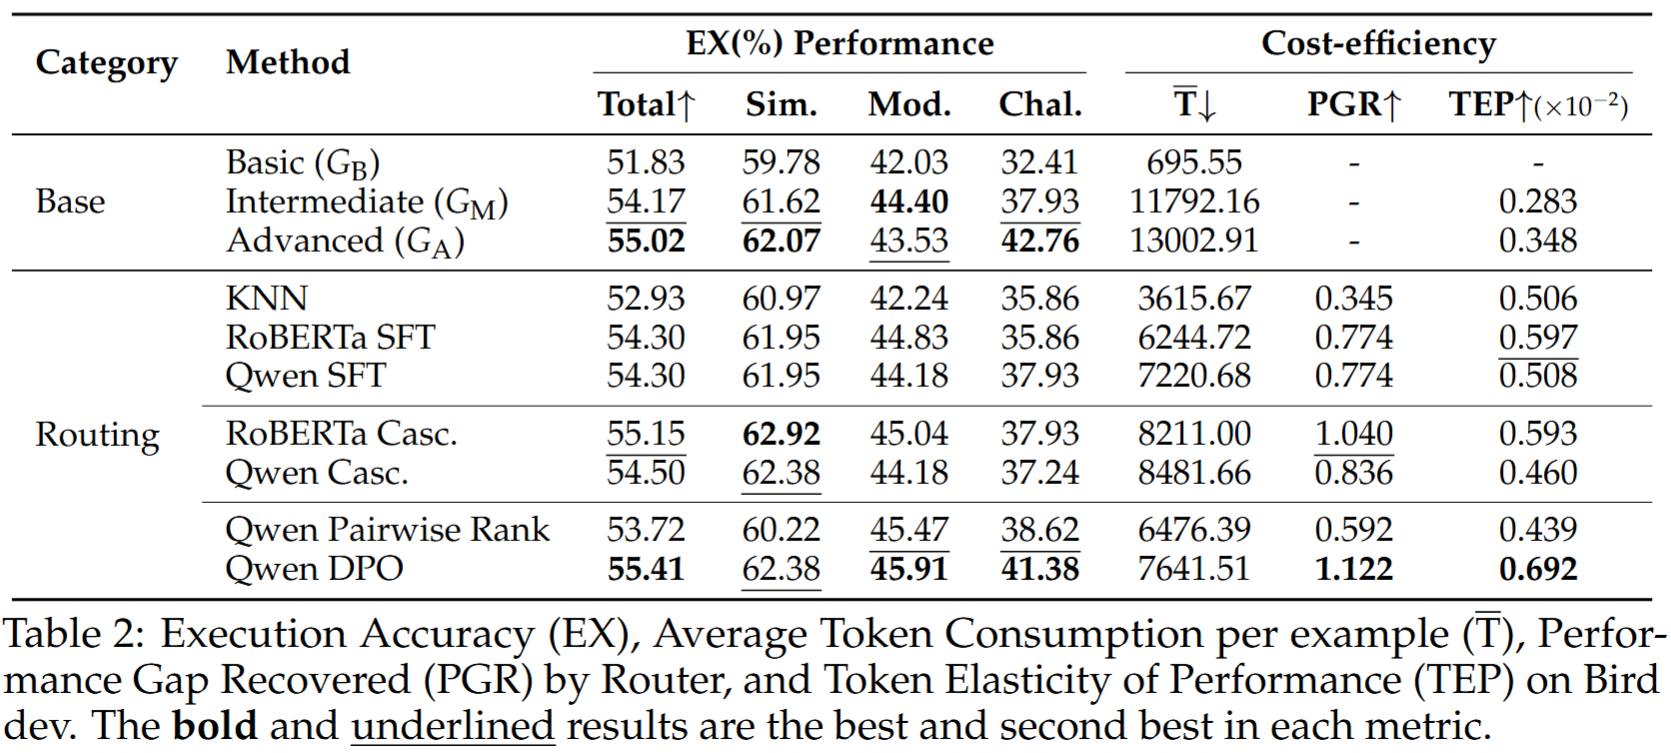 Category Method EX(%) Performance Cost-efficiency
Total↑ Sim. Mod. Chal. T̅↓ PGR↑ TEP↑(×10⁻²)
Base
Basic (G_B) 51.83 59.78 42.03 32.41 695.55 - -
Intermediate (G_M) 54.17 61.62 44.40 37.93 11792.16 - 0.283
Advanced (G_A) 55.02 62.07 43.53 42.76 13002.91 - 0.348
Routing
KNN 52.93 60.97 42.24 35.86 3615.67 0.345 0.506
RoBERTa SFT 54.30 61.95 44.83 35.86 6244.72 0.774 0.597
Qwen SFT 54.30 61.95 44.18 37.93 7220.68 0.774 0.508
RoBERTa Casc. 55.15 62.92 45.04 37.93 8211.00 1.040 0.593
Qwen Casc. 54.50 62.38 44.18 37.24 8481.66 0.836 0.460
Qwen Pairwise Rank 53.72 60.22 45.47 38.62 6476.39 0.592 0.439
Qwen DPO 55.41 62.38 45.91 41.38 7641.51 1.122 0.692
Table 2: Execution Accuracy (EX), Average Token Consumption per example (T̅), Perfor-
mance Gap Recovered (PGR) by Router, and Token Elasticity of Performance (TEP) on Bird
dev. The bold and underlined results are the best and second best in each metric.